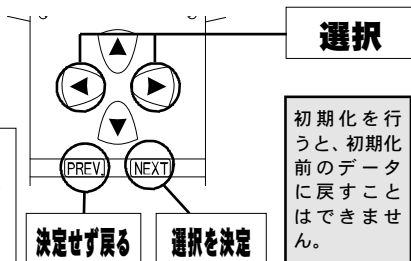 選択
PREV.
NEXT
決定せず戻る
選択を決定
初期化を行
うと、初期化
前のデータ
に戻すこと
はできませ
ん。